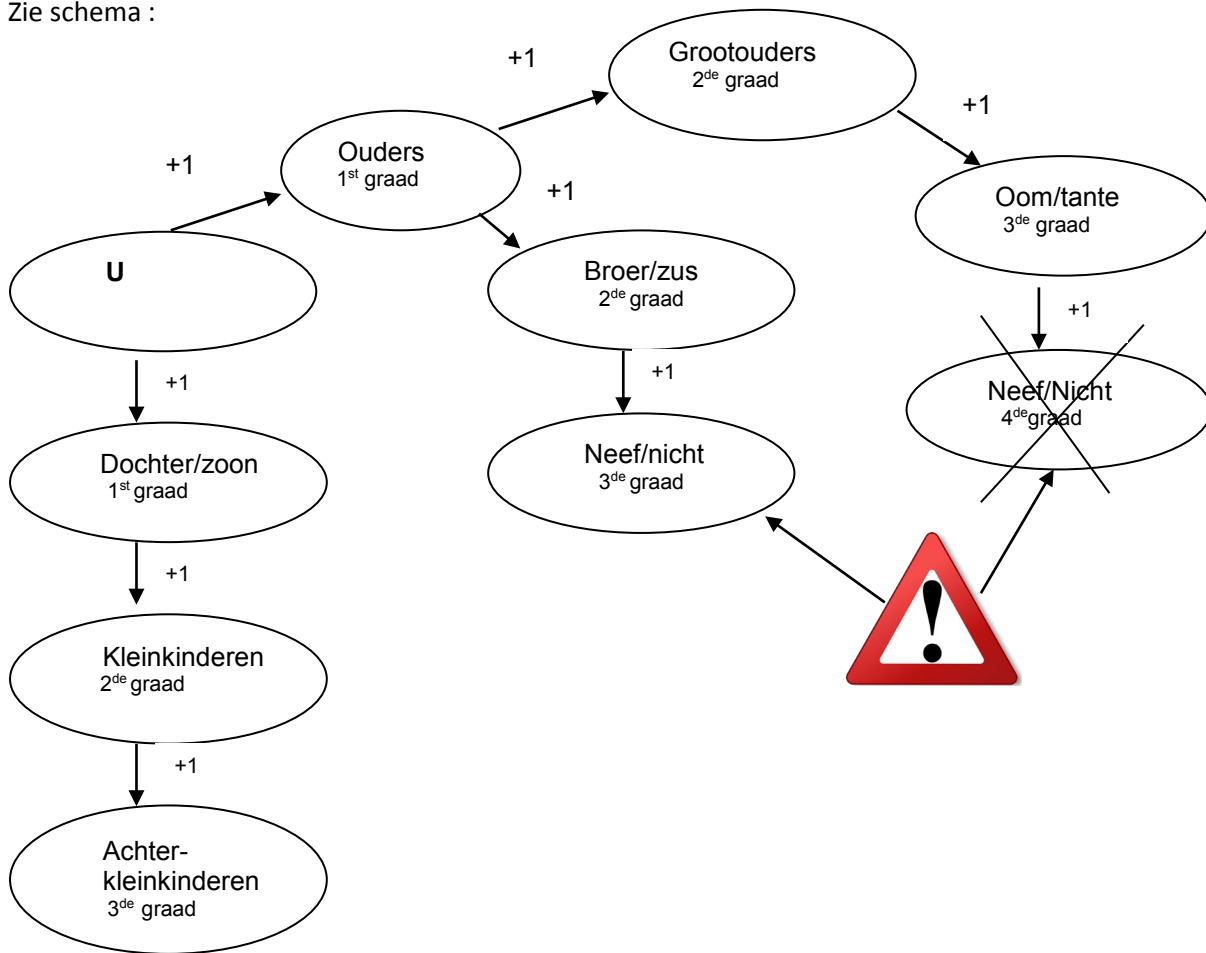 Zie schema :
+1
Grootouders
2de graad
+1
Ouders
1st graad
+1
+1
Oom/tante
3de graad
U
Broer/zus
2de graad
+1
+1
+1
Neef/Nicht
4degraad
Dochter/zoon
1st graad
Neef/nicht
3de graad
+1
Kleinkinderen
2de graad
+1
Achter-
kleinkinderen
3de graad